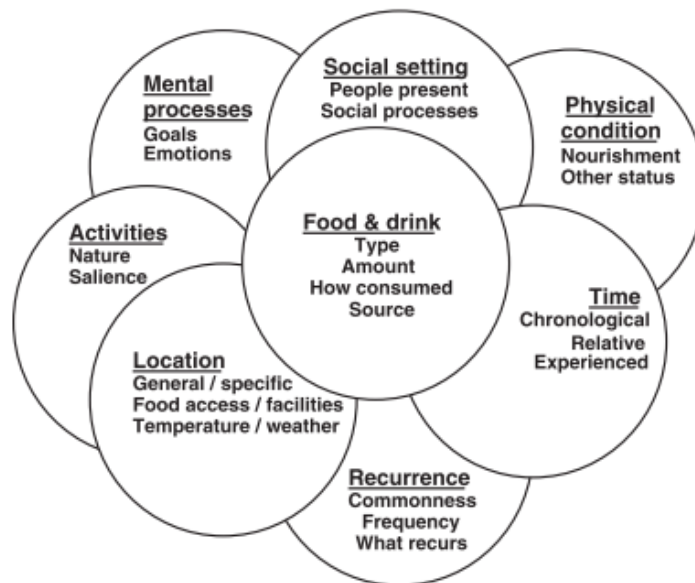 Social setting
People present
Social processes
Mental
processes
Goals
Emotions
Physical
condition
Nourishment
Other status
Food & drink
Type
Amount
How consumed
Source
Activities
Nature
Salience
Time
Chronological
Relative
Experienced
Location
General / specific
Food access / facilities
Temperature / weather
Recurrence
Commonness
Frequency
What recurs